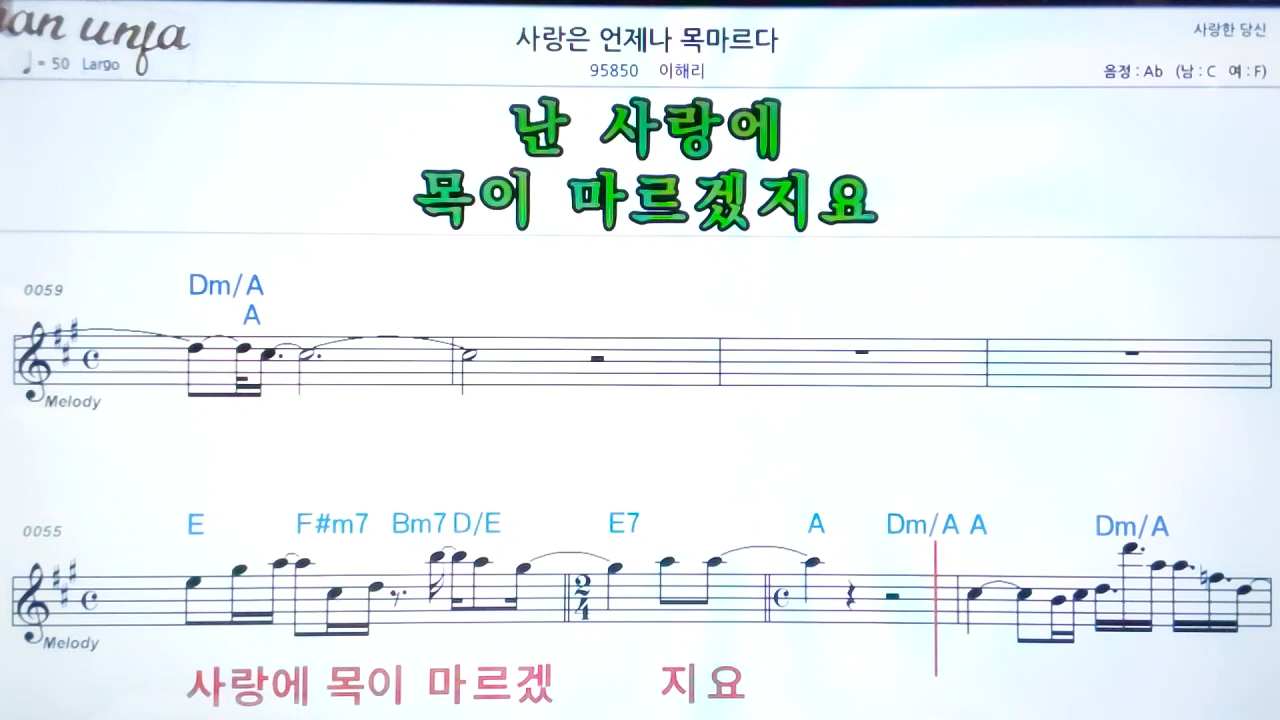 사랑은 언제나 목마르다
95850 이해리
사랑한 당신
♩= 50 Largo
음정 : Ab (남 : C 여 : F)
난 사랑에
목이 마르겠지요
0059
Dm/A
A
Melody
0055
E F#m7 Bm7 D/E E7 A Dm/A A Dm/A
2
4
Melody
사랑에 목이 마르겠 지요